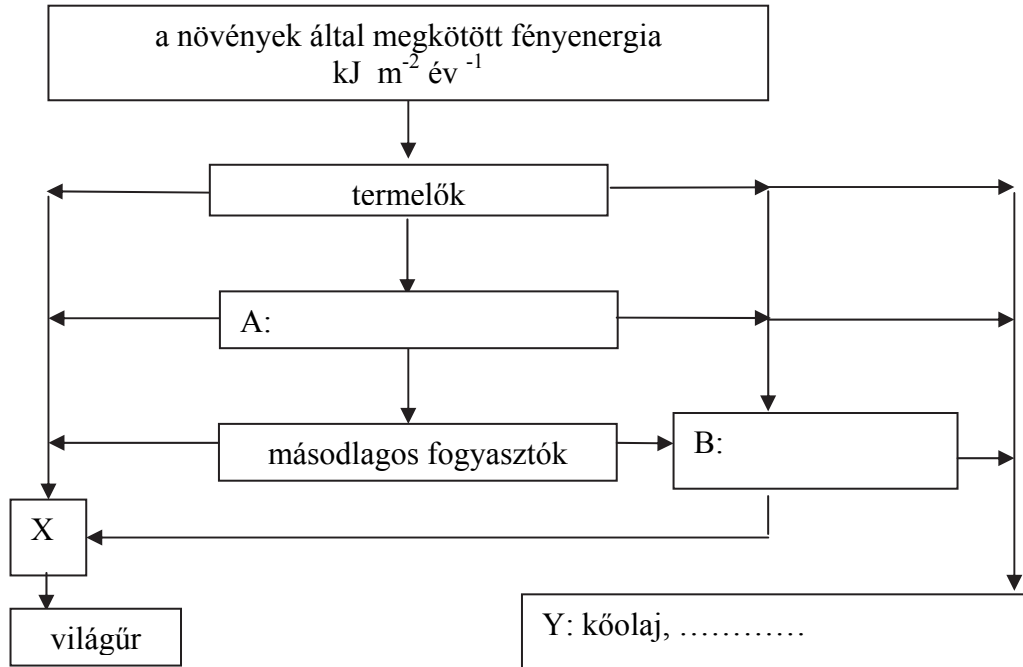 a növények által megkötött fényenergia
kJ m⁻² év ⁻¹
termelők
A:
másodlagos fogyasztók
B:
X
világűr
Y: kőolaj, …………